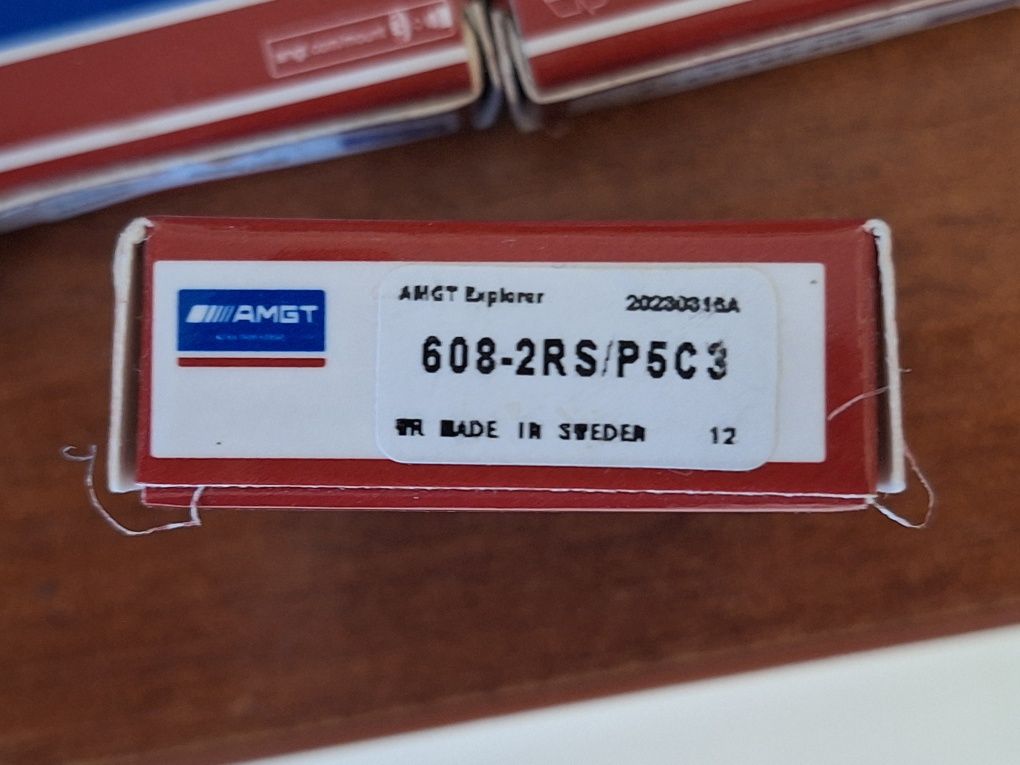 AMGT
AMGT Explorer 20230316A
608-2RS/P5C3
MADE IN SWEDEN 12